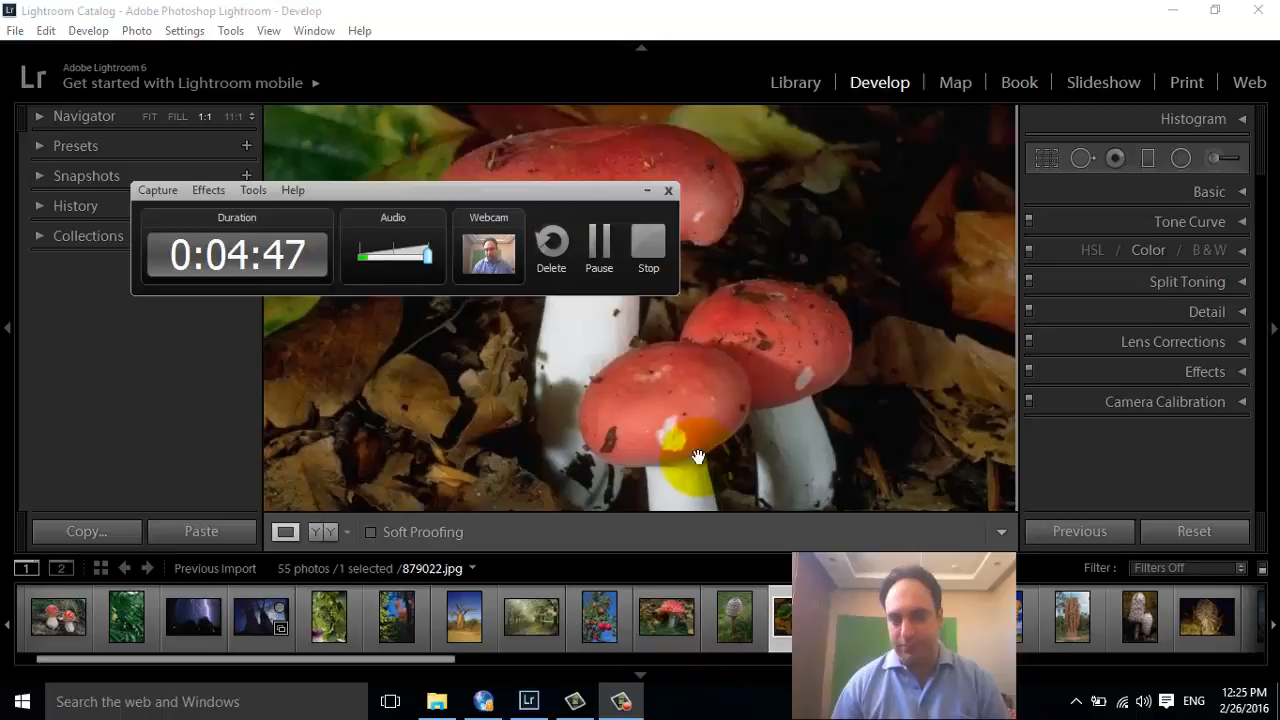 Lightroom Catalog - Adobe Photoshop Lightroom - Develop
File Edit Develop Photo Settings Tools View Window Help
Lr Adobe Lightroom 6
Get started with Lightroom mobile
Library | Develop | Map | Book | Slideshow | Print | Web
Navigator FIT FILL 1:1 11:1
Presets
Snapshots
History
Collections
Capture Effects Tools Help
Duration Audio Webcam
0:04:47
Delete Pause Stop
Histogram
Basic
Tone Curve
HSL / Color / B & W
Split Toning
Detail
Lens Corrections
Effects
Camera Calibration
Copy... Paste
Y Y Soft Proofing
Previous Reset
1 2 Previous Import 55 photos / 1 selected / 879022.jpg
Filter : Filters Off
Search the web and Windows
Lr
ENG
12:25 PM
2/26/2016